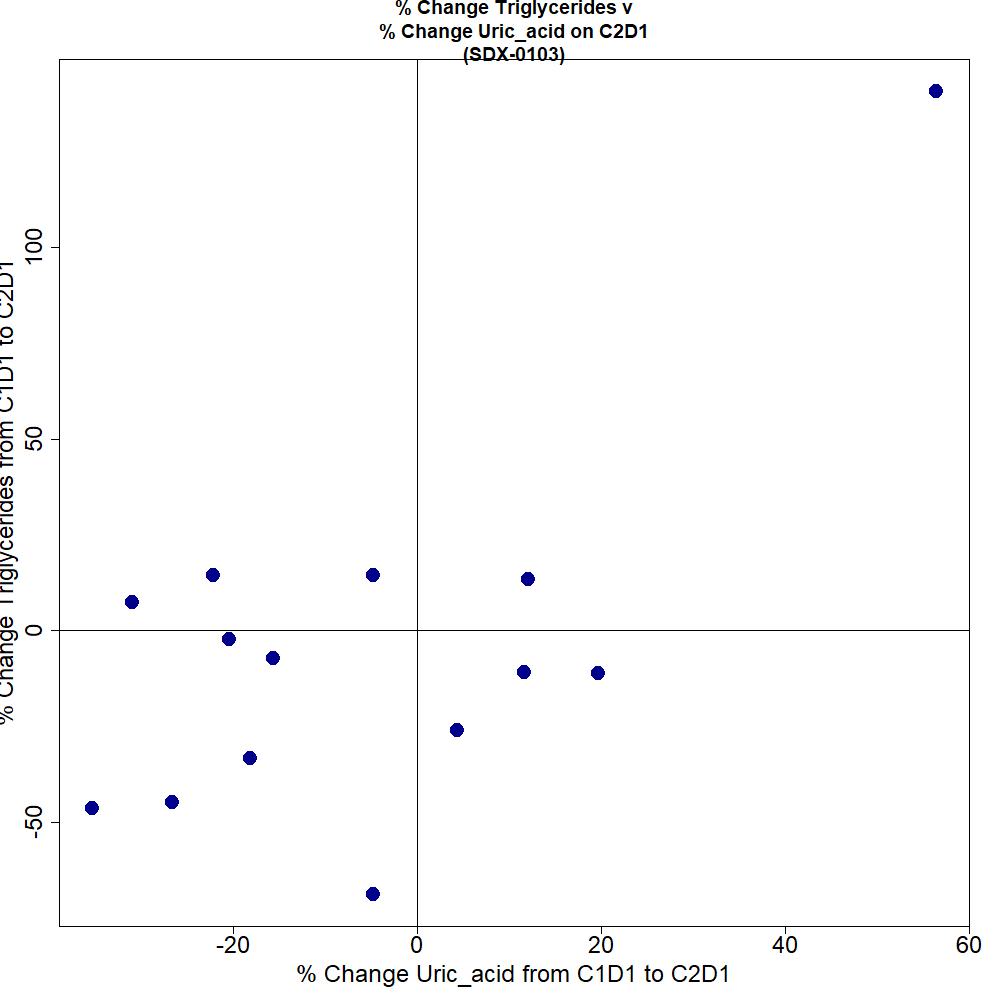 % Change Triglycerides v
% Change Uric_acid on C2D1
(SDX-0103)
% Change Triglycerides from C1D1 to C2D1
100
50
0
-50
-20
0
20
40
60
% Change Uric_acid from C1D1 to C2D1